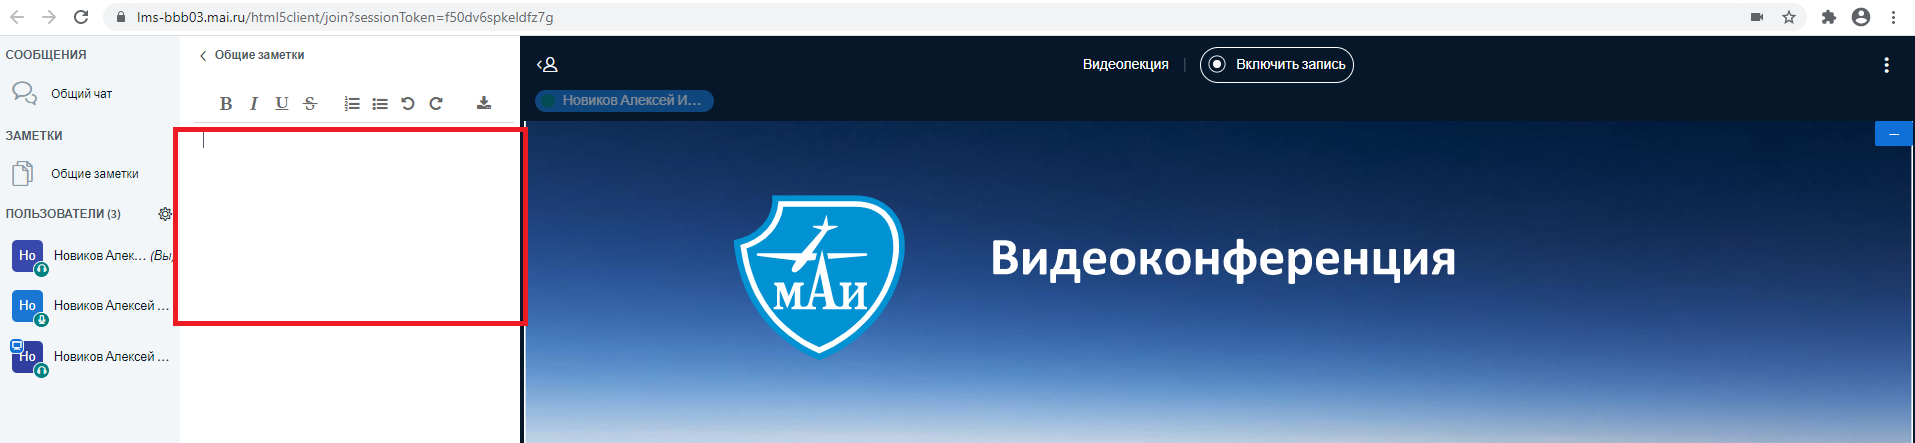 lms-bbb03.mai.ru/html5client/join?sessionToken=f50dv6spkeldfz7g
СООБЩЕНИЯ
Общий чат
ЗАМЕТКИ
Общие заметки
ПОЛЬЗОВАТЕЛИ (3)
Но Новиков Алек... (Вы)
Но Новиков Алексей ...
Но Новиков Алексей ...
Общие заметки
B I U S
Видеолекция | Включить запись
Новиков Алексей И...
МАИ
Видеоконференция